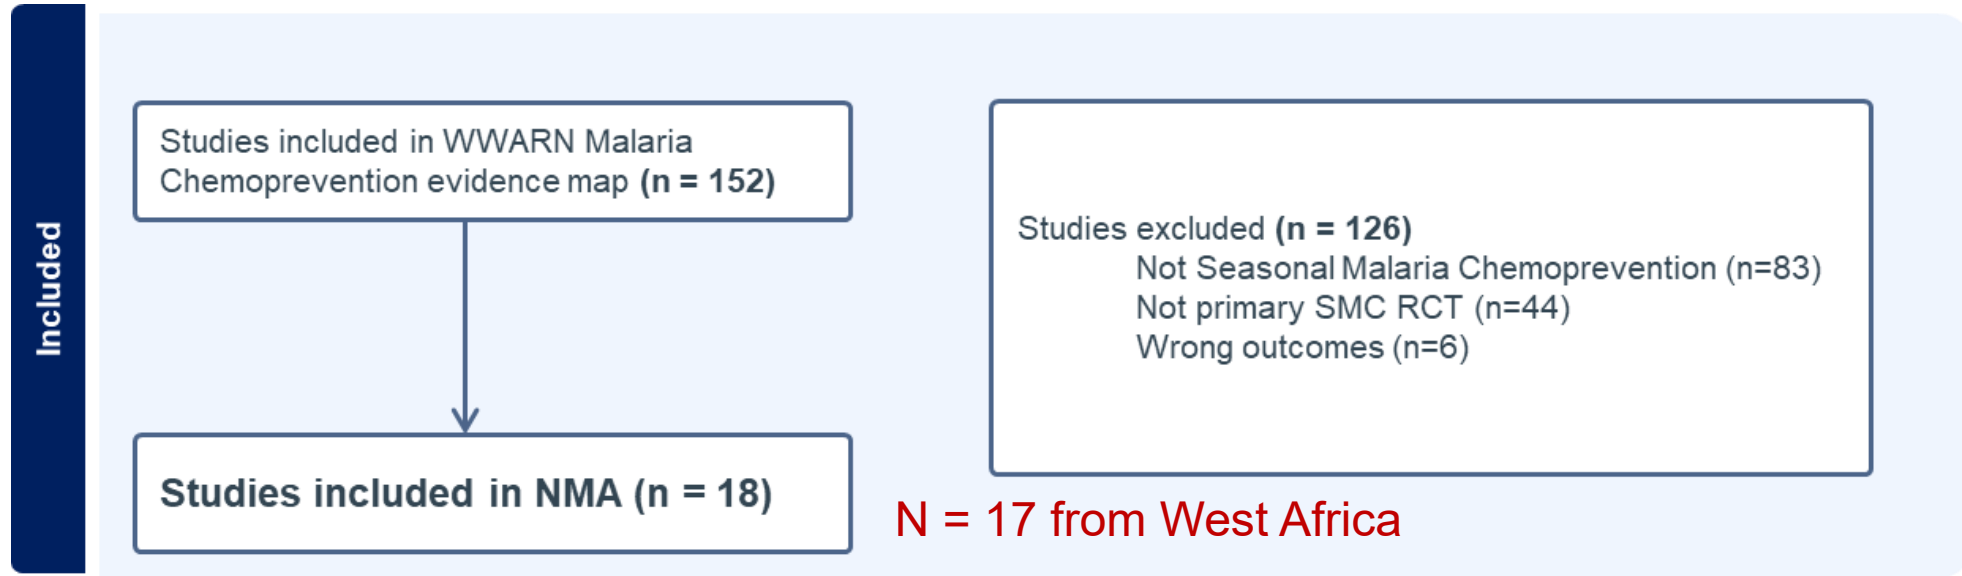 Included
Studies included in WWARN Malaria
Chemoprevention evidence map (n = 152)
Studies excluded (n = 126)
Not Seasonal Malaria Chemoprevention (n=83)
Not primary SMC RCT (n=44)
Wrong outcomes (n=6)
Studies included in NMA (n = 18)
N = 17 from West Africa